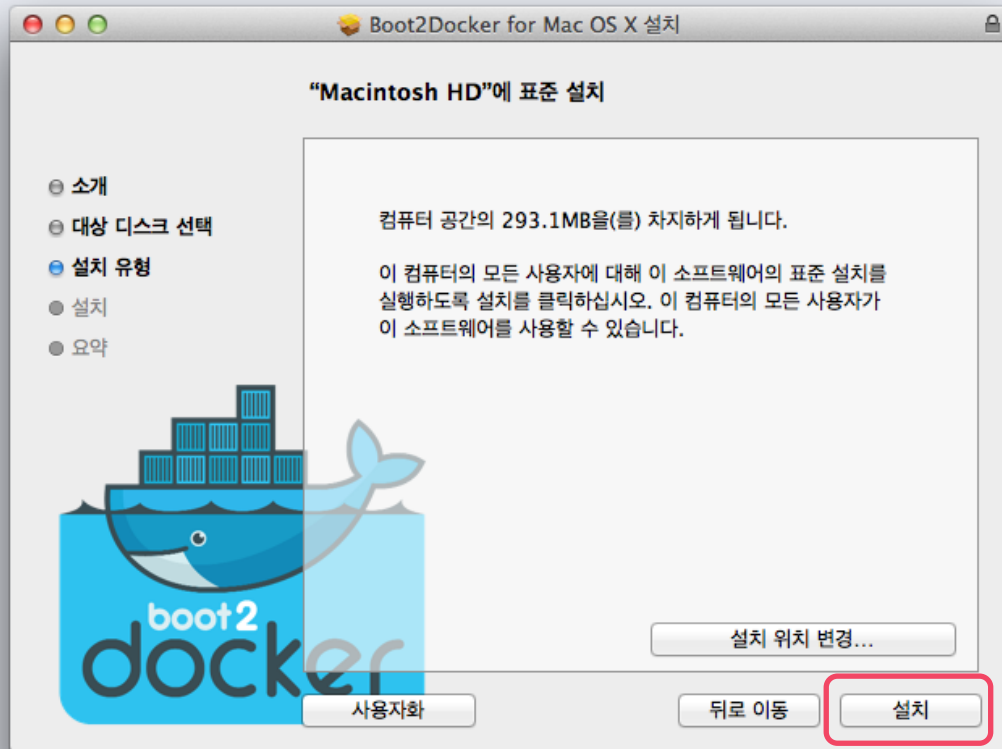 Boot2Docker for Mac OS X 설치
“Macintosh HD”에 표준 설치
소개
대상 디스크 선택
설치 유형
설치
요약
컴퓨터 공간의 293.1MB을(를) 차지하게 됩니다.
이 컴퓨터의 모든 사용자에 대해 이 소프트웨어의 표준 설치를
실행하도록 설치를 클릭하십시오. 이 컴퓨터의 모든 사용자가
이 소프트웨어를 사용할 수 있습니다.
boot2
docker
설치 위치 변경...
사용자화
뒤로 이동
설치